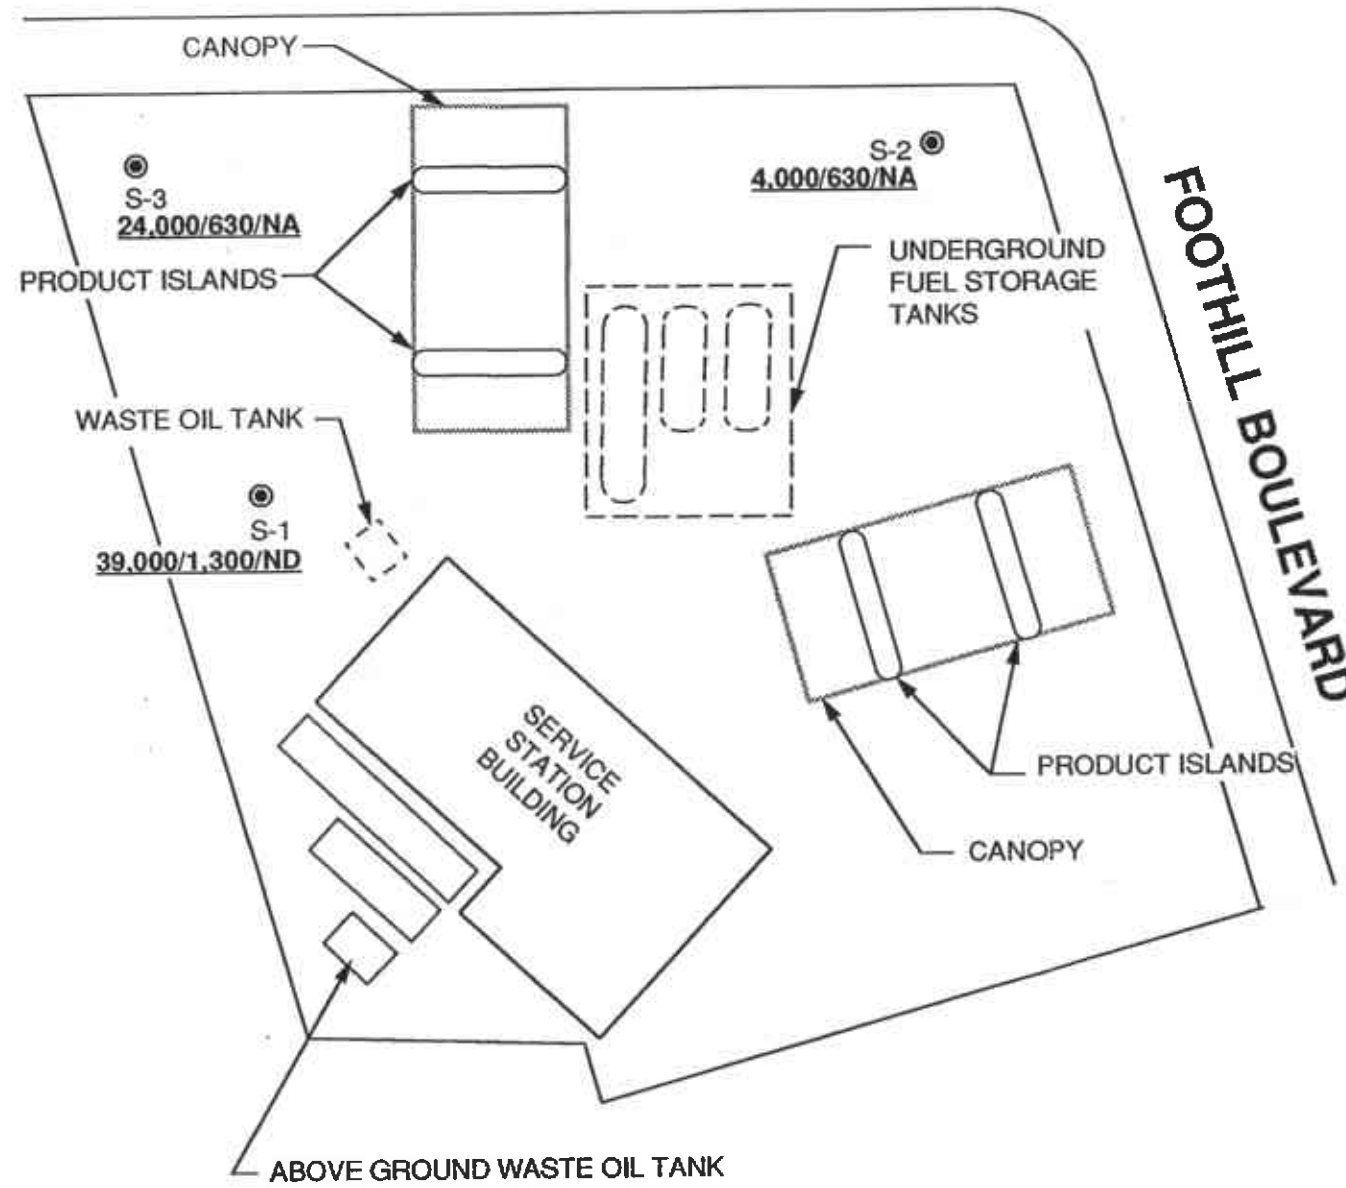 CANOPY
S-2
4,000/630/NA
S-3
24,000/630/NA
PRODUCT ISLANDS
UNDERGROUND
FUEL STORAGE
TANKS
FOOTHILL BOULEVARD
WASTE OIL TANK
S-1
39,000/1,300/ND
SERVICE
STATION
BUILDING
PRODUCT ISLANDS
CANOPY
ABOVE GROUND WASTE OIL TANK